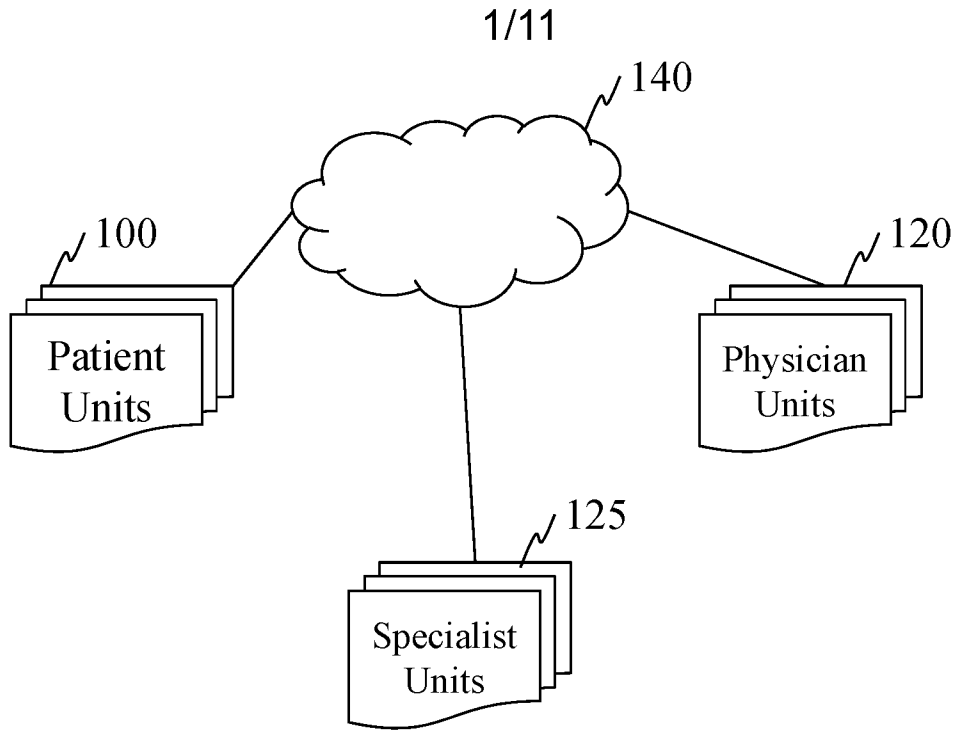 1/11
140
100
120
Patient
Units
Physician
Units
125
Specialist
Units